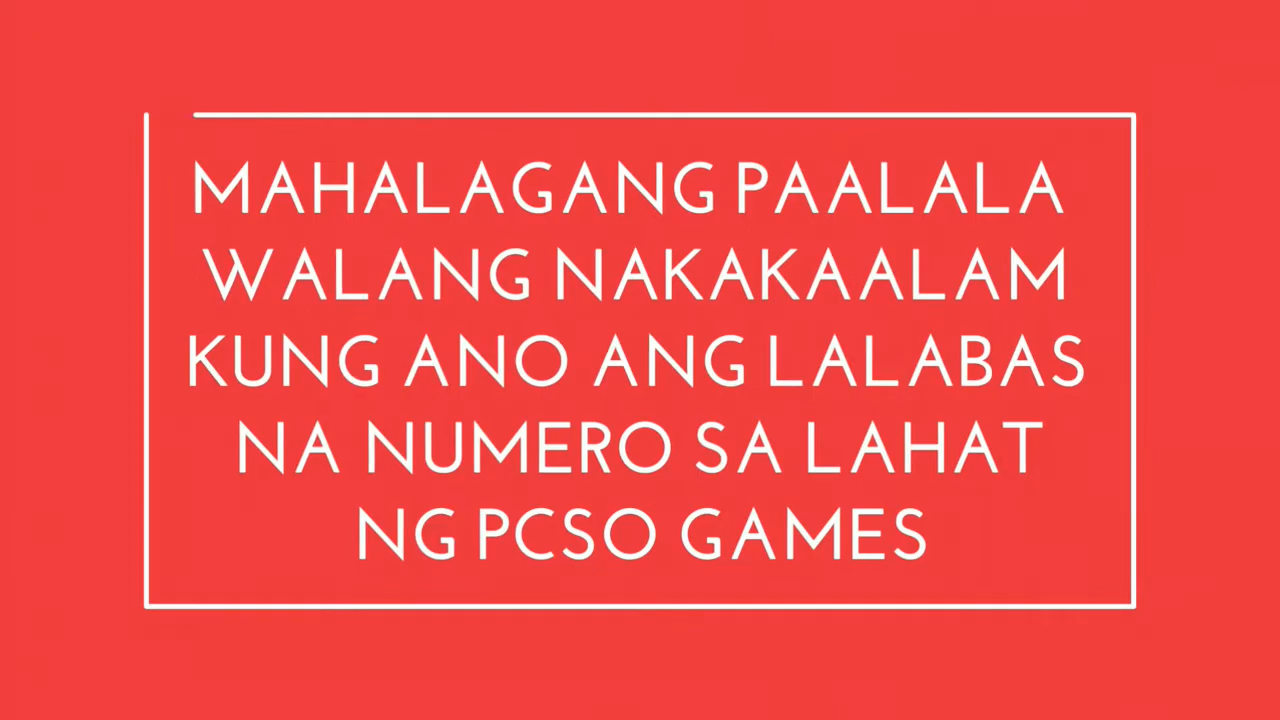 MAHALAGANG PAALALA
WALANG NAKAKAALAM
KUNG ANO ANG LALABAS
NA NUMERO SA LAHAT
NG PCSO GAMES